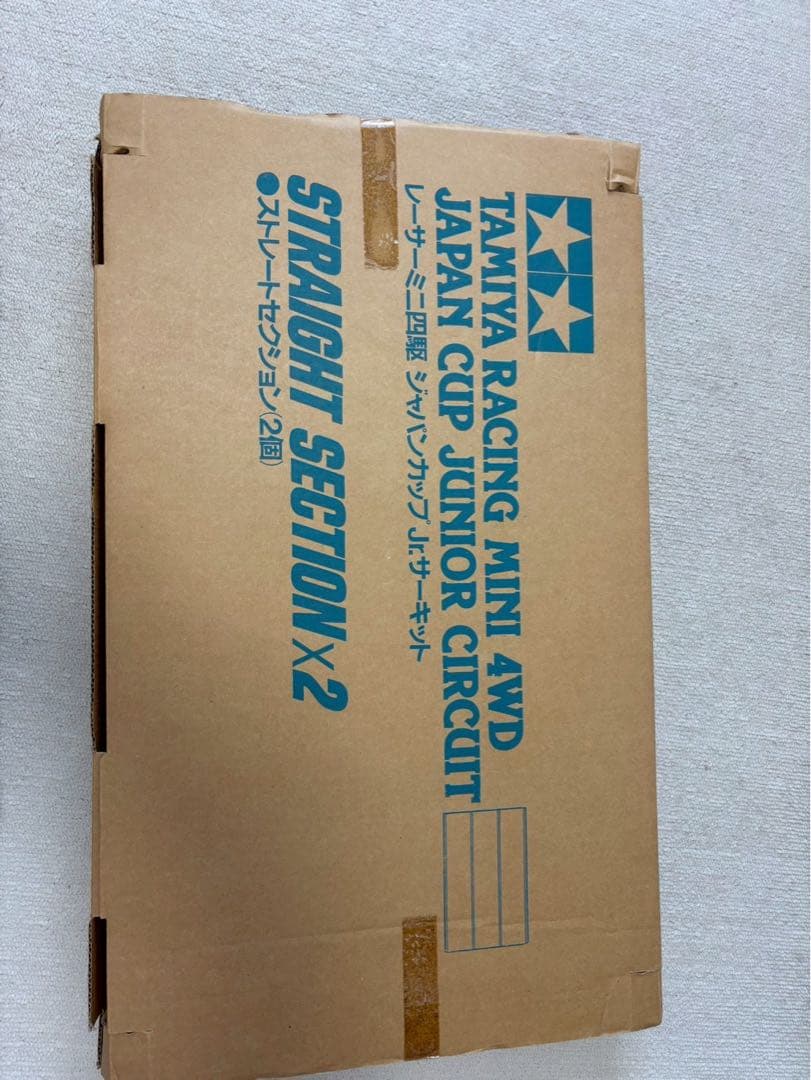 TAMIYA RACING MINI 4WD
JAPAN CUP JUNIOR CIRCUIT
レーサーミニ四駆 ジャパンカップJr.サーキット
STRAIGHT SECTION×2
●ストレートセクション(2個)